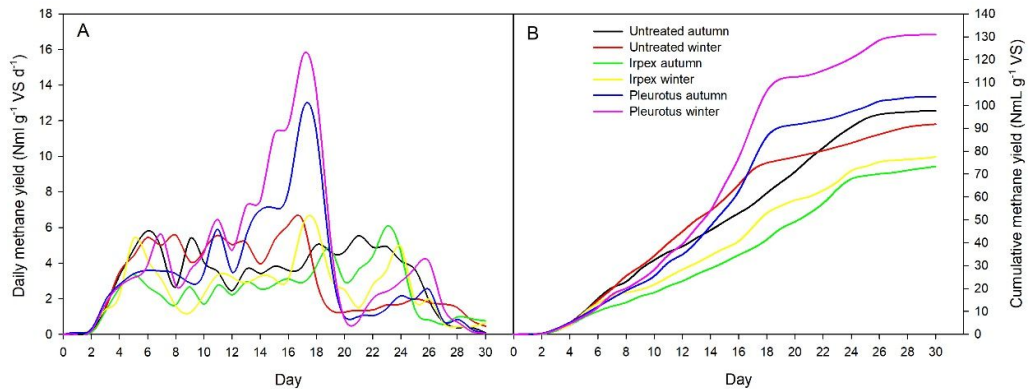 A
Daily methane yield (Nml g⁻¹ VS d⁻¹)
18
16
14
12
10
8
6
4
2
0
0 2 4 6 8 10 12 14 16 18 20 22 24 26 28 30
Day
B
Untreated autumn
Untreated winter
Irpex autumn
Irpex winter
Pleurotus autumn
Pleurotus winter
0 2 4 6 8 10 12 14 16 18 20 22 24 26 28 30
Day
140
130
120
110
100
90
80
70
60
50
40
30
20
10
0
Cumulative methane yield (NmL g⁻¹ VS)